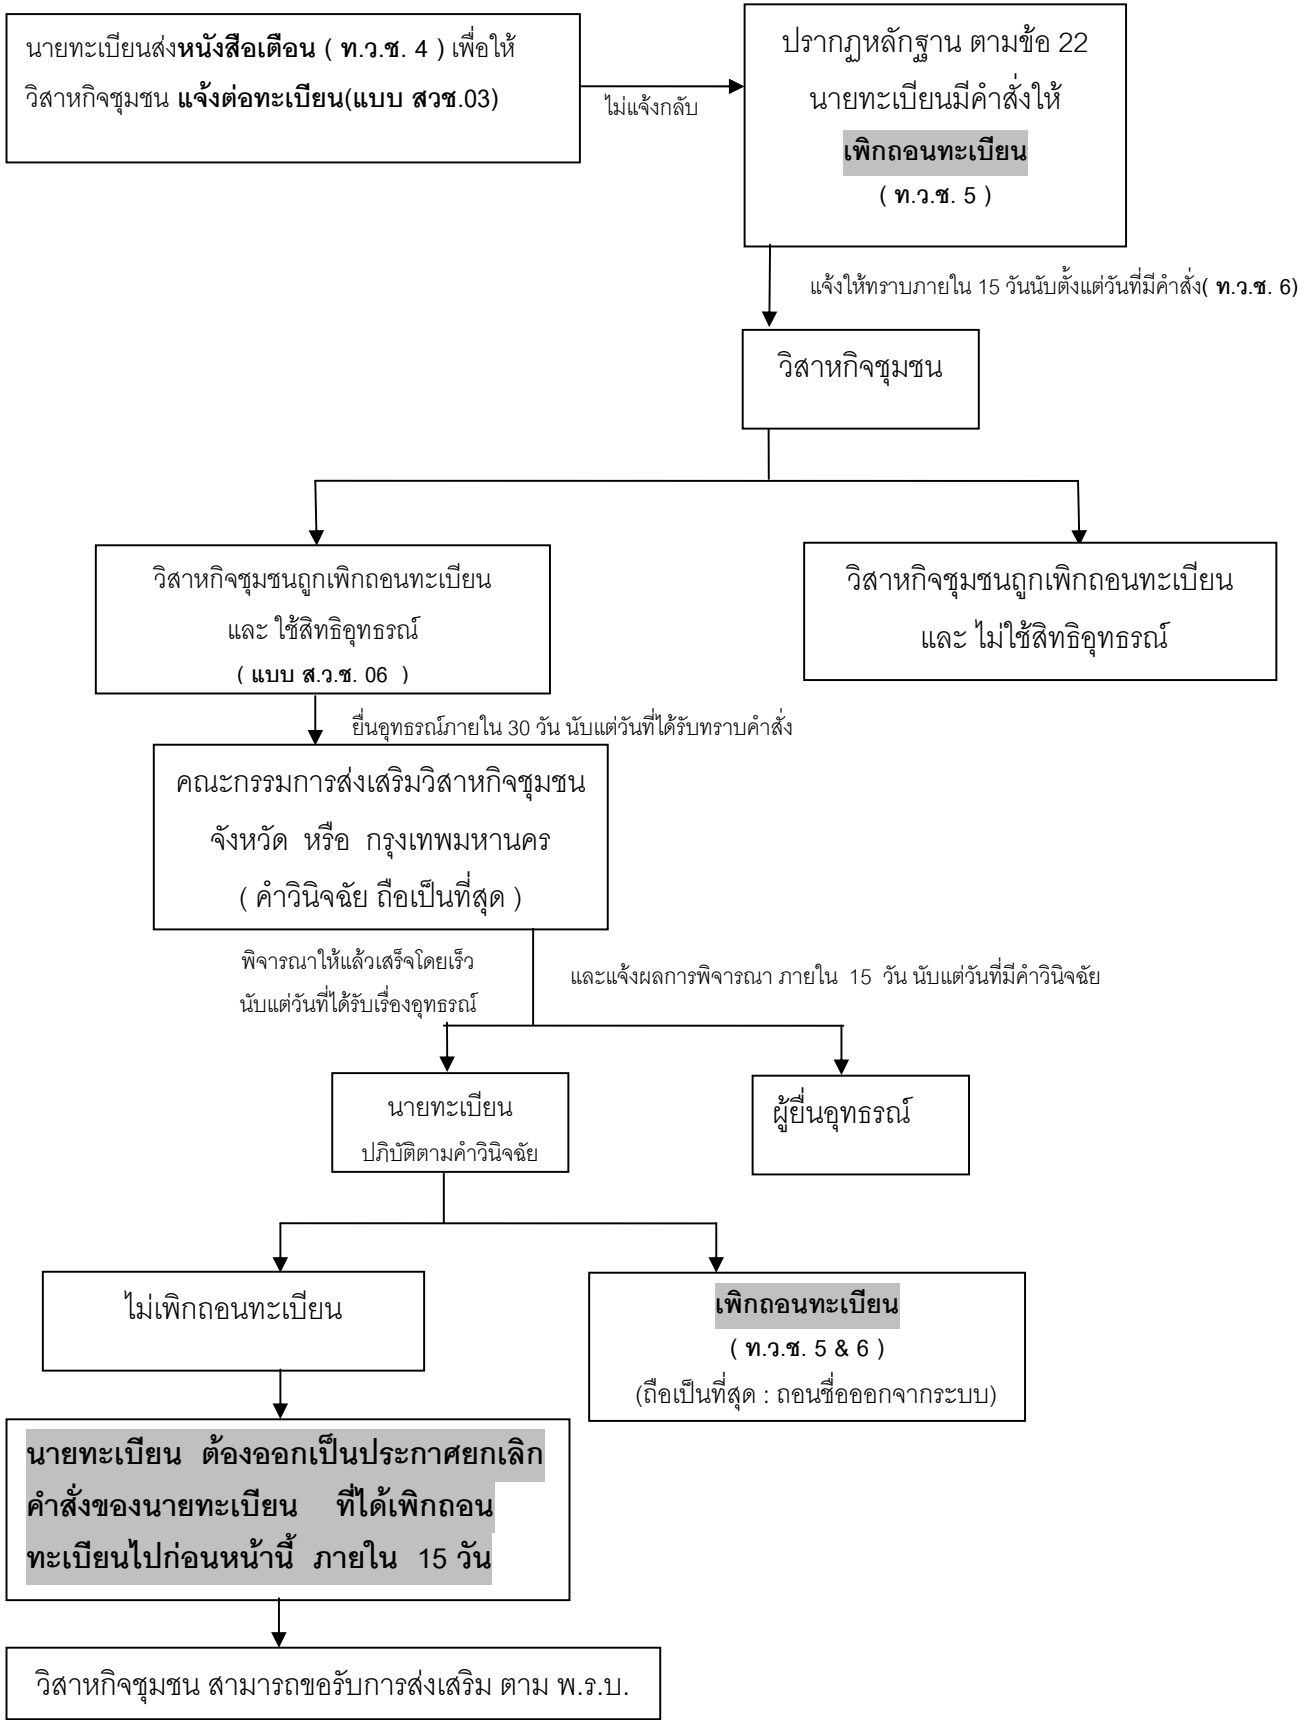 นายทะเบียนส่งหนังสือเตือน ( ท.ว.ช. 4 ) เพื่อให้
วิสาหกิจชุมชน แจ้งต่อทะเบียน(แบบ สวช.03)
ไม่แจ้งกลับ
ปรากฏหลักฐาน ตามข้อ 22
นายทะเบียนมีคำสั่งให้
เพิกถอนทะเบียน
( ท.ว.ช. 5 )
แจ้งให้ทราบภายใน 15 วันนับตั้งแต่วันที่มีคำสั่ง( ท.ว.ช. 6)
วิสาหกิจชุมชน
วิสาหกิจชุมชนถูกเพิกถอนทะเบียน
และ ใช้สิทธิอุทธรณ์
( แบบ ส.ว.ช. 06 )
วิสาหกิจชุมชนถูกเพิกถอนทะเบียน
และ ไม่ใช้สิทธิอุทธรณ์
ยื่นอุทธรณ์ภายใน 30 วัน นับแต่วันที่ได้รับทราบคำสั่ง
คณะกรรมการส่งเสริมวิสาหกิจชุมชน
จังหวัด หรือ กรุงเทพมหานคร
( คำวินิจฉัย ถือเป็นที่สุด )
พิจารณาให้แล้วเสร็จโดยเร็ว
นับแต่วันที่ได้รับเรื่องอุทธรณ์
และแจ้งผลการพิจารณา ภายใน 15 วัน นับแต่วันที่มีคำวินิจฉัย
นายทะเบียน
ปฏิบัติตามคำวินิจฉัย
ผู้ยื่นอุทธรณ์
ไม่เพิกถอนทะเบียน
เพิกถอนทะเบียน
( ท.ว.ช. 5 & 6 )
(ถือเป็นที่สุด : ถอนชื่อออกจากระบบ)
นายทะเบียน ต้องออกเป็นประกาศยกเลิก
คำสั่งของนายทะเบียน ที่ได้เพิกถอน
ทะเบียนไปก่อนหน้านี้ ภายใน 15 วัน
วิสาหกิจชุมชน สามารถขอรับการส่งเสริม ตาม พ.ร.บ.